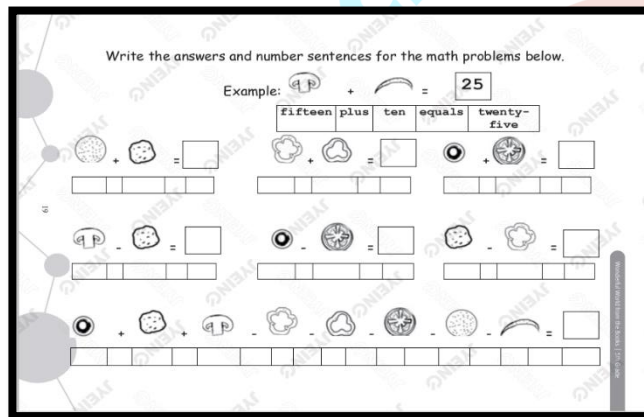 Write the answers and number sentences for the math problems below.
Example: + = 25
fifteen plus ten equals twenty-
five
+ =
+ =
+ =
- =
- =
- =
+ + - - - - - =
19
JYEING